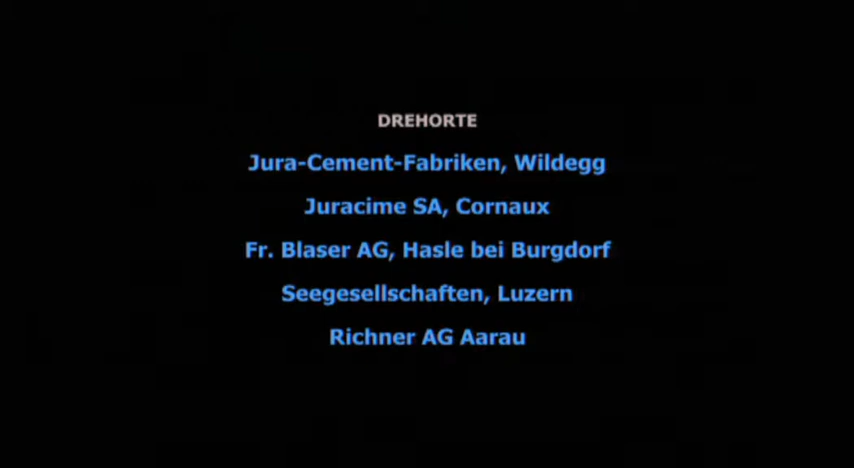 DREHORTE
Jura-Cement-Fabriken, Wildegg
Juracime SA, Cornaux
Fr. Blaser AG, Hasle bei Burgdorf
Seegesellschaften, Luzern
Richner AG Aarau